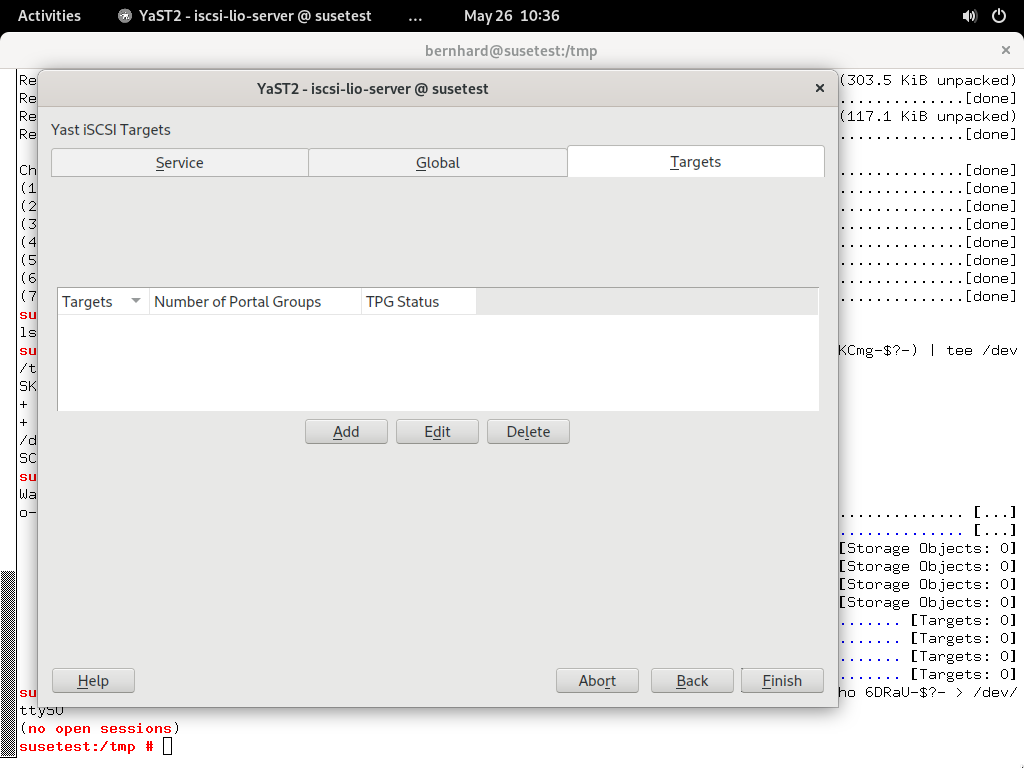 Activities YaST2 - iscsi-lio-server @ susetest ... May 26 10:36
bernhard@susetest:/tmp
YaST2 - iscsi-lio-server @ susetest
Yast iSCSI Targets
Service Global Targets
Targets Number of Portal Groups TPG Status
Add Edit Delete
Help Abort Back Finish
Re (303.5 KiB unpacked)
Re ..............[done]
Re (117.1 KiB unpacked)
Re ..............[done]
Ch ..............[done]
(1 ..............[done]
(2 ..............[done]
(3 ..............[done]
(4 ..............[done]
(5 ..............[done]
(6 ..............[done]
(7 ..............[done]
su
ls
su KCmg-$?-) | tee /dev
/t
SK
+
+
/d
SC
su
Wa
o- .............. [...]
.............. [...]
[Storage Objects: 0]
[Storage Objects: 0]
[Storage Objects: 0]
[Storage Objects: 0]
....... [Targets: 0]
....... [Targets: 0]
....... [Targets: 0]
....... [Targets: 0]
su ho 6DRaU-$?- > /dev/
ttyS0
(no open sessions)
susetest:/tmp #